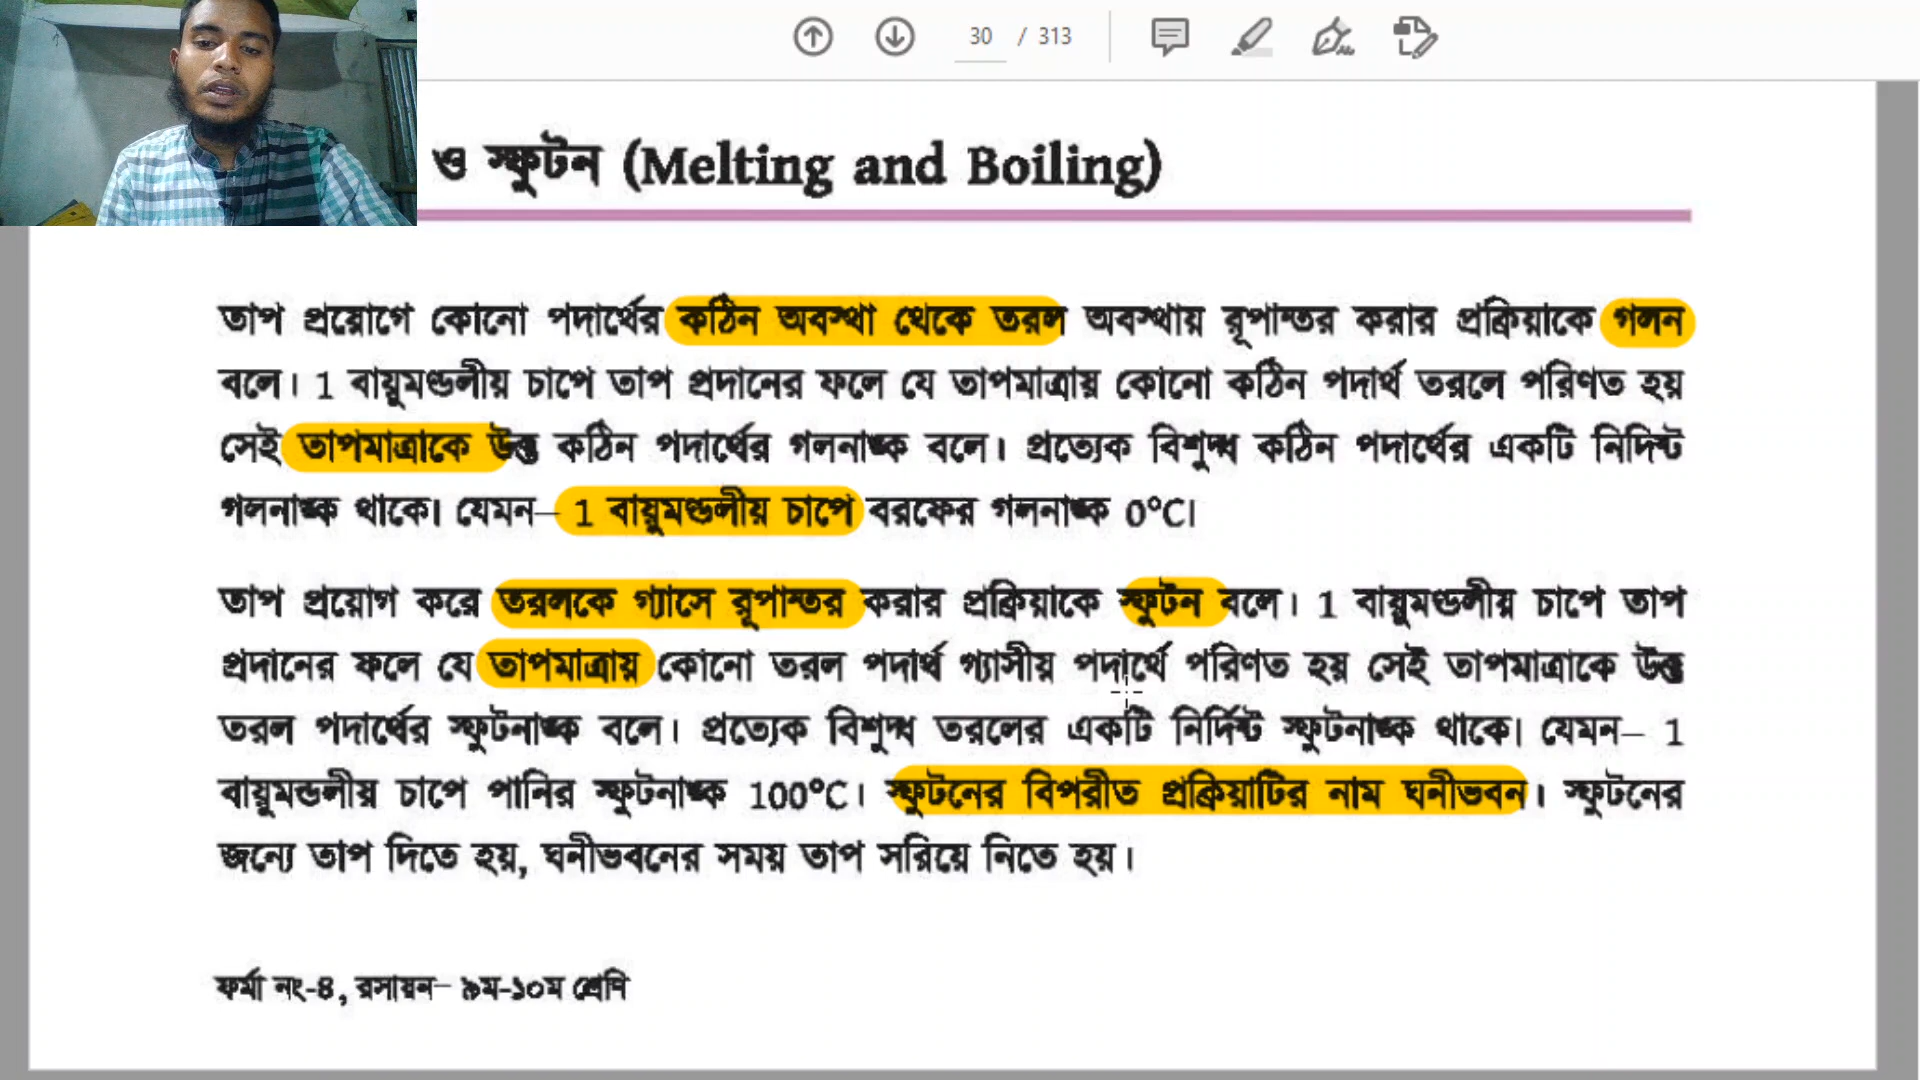 30 / 313
ও স্ফুটন (Melting and Boiling)
তাপ প্রয়োগে কোনো পদার্থের কঠিন অবস্থা থেকে তরল অবস্থায় রূপান্তর করার প্রক্রিয়াকে গলন
বলে। 1 বায়ুমণ্ডলীয় চাপে তাপ প্রদানের ফলে যে তাপমাত্রায় কোনো কঠিন পদার্থ তরলে পরিণত হয়
সেই তাপমাত্রাকে উক্ত কঠিন পদার্থের গলনাঙ্ক বলে। প্রত্যেক বিশুদ্ধ কঠিন পদার্থের একটি নির্দিষ্ট
গলনাঙ্ক থাকে। যেমন– 1 বায়ুমণ্ডলীয় চাপে বরফের গলনাঙ্ক 0°C।
তাপ প্রয়োগ করে তরলকে গ্যাসে রূপান্তর করার প্রক্রিয়াকে স্ফুটন বলে। 1 বায়ুমণ্ডলীয় চাপে তাপ
প্রদানের ফলে যে তাপমাত্রায় কোনো তরল পদার্থ গ্যাসীয় পদার্থে পরিণত হয় সেই তাপমাত্রাকে উক্ত
তরল পদার্থের স্ফুটনাঙ্ক বলে। প্রত্যেক বিশুদ্ধ তরলের একটি নির্দিষ্ট স্ফুটনাঙ্ক থাকে। যেমন– 1
বায়ুমন্ডলীয় চাপে পানির স্ফুটনাঙ্ক 100°C। স্ফুটনের বিপরীত প্রক্রিয়াটির নাম ঘনীভবন। স্ফুটনের
জন্যে তাপ দিতে হয়, ঘনীভবনের সময় তাপ সরিয়ে নিতে হয়।
ফর্মা নং-৪, রসায়ন– ৯ম-১০ম শ্রেণি